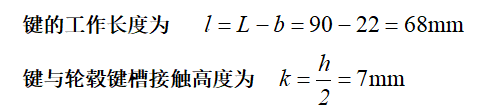 键的工作长度为 l = L − b = 90 − 22 = 68mm
键与轮毂键槽接触高度为 k = h/2 = 7mm